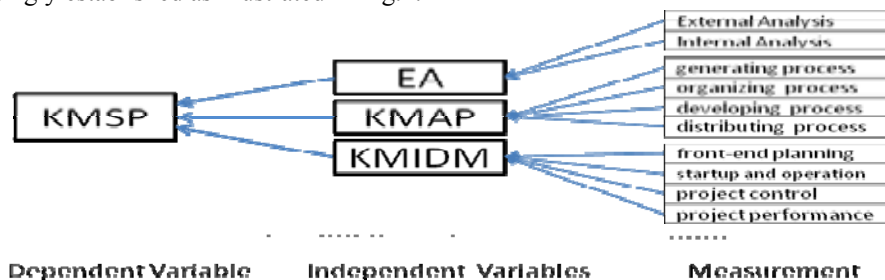 External Analysis
Internal Analysis
generating process
EA
organizing process
KMSP
KMAP
developing process
distributing process
KMIDM
front-end planning
startup and operation
project control
project performance
Dependent Variable Independent Variables Measurement